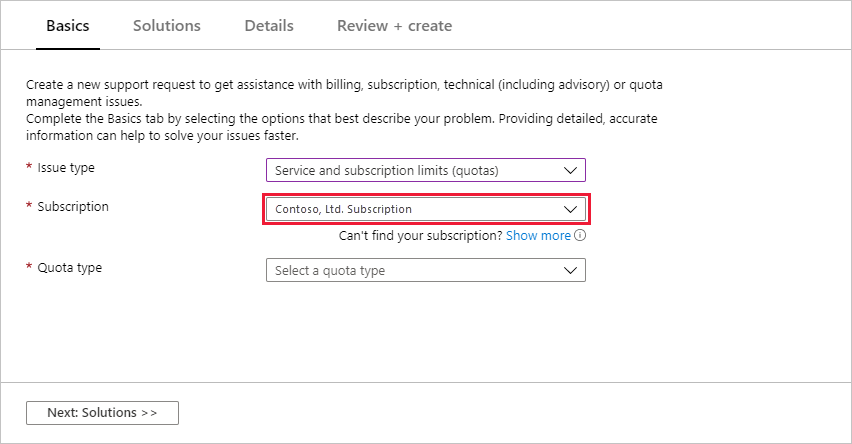 Basics Solutions Details Review + create
Create a new support request to get assistance with billing, subscription, technical (including advisory) or quota
management issues.
Complete the Basics tab by selecting the options that best describe your problem. Providing detailed, accurate
information can help to solve your issues faster.
* Issue type Service and subscription limits (quotas)
* Subscription Contoso, Ltd. Subscription
Can't find your subscription? Show more
* Quota type Select a quota type
Next: Solutions >>